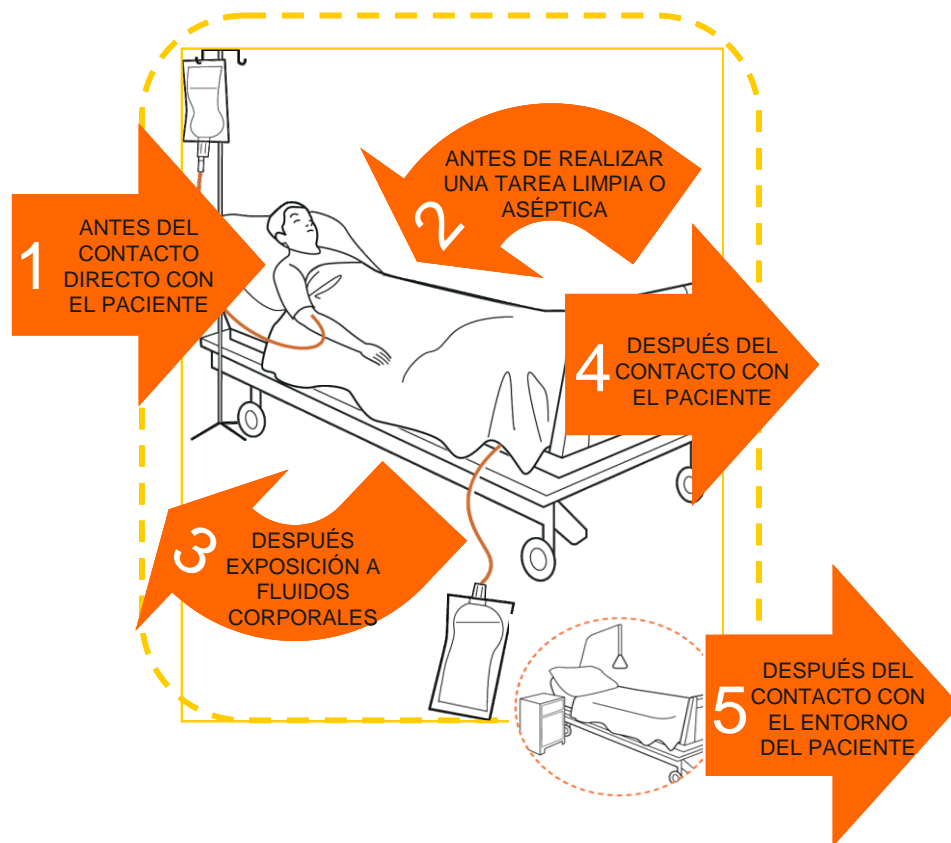 1
ANTES DEL
CONTACTO
DIRECTO CON
EL PACIENTE
2
ANTES DE REALIZAR
UNA TAREA LIMPIA O
ASÉPTICA
3
DESPUÉS
EXPOSICIÓN A
FLUIDOS
CORPORALES
4
DESPUÉS DEL
CONTACTO CON
EL PACIENTE
5
DESPUÉS DEL
CONTACTO CON
EL ENTORNO
DEL PACIENTE